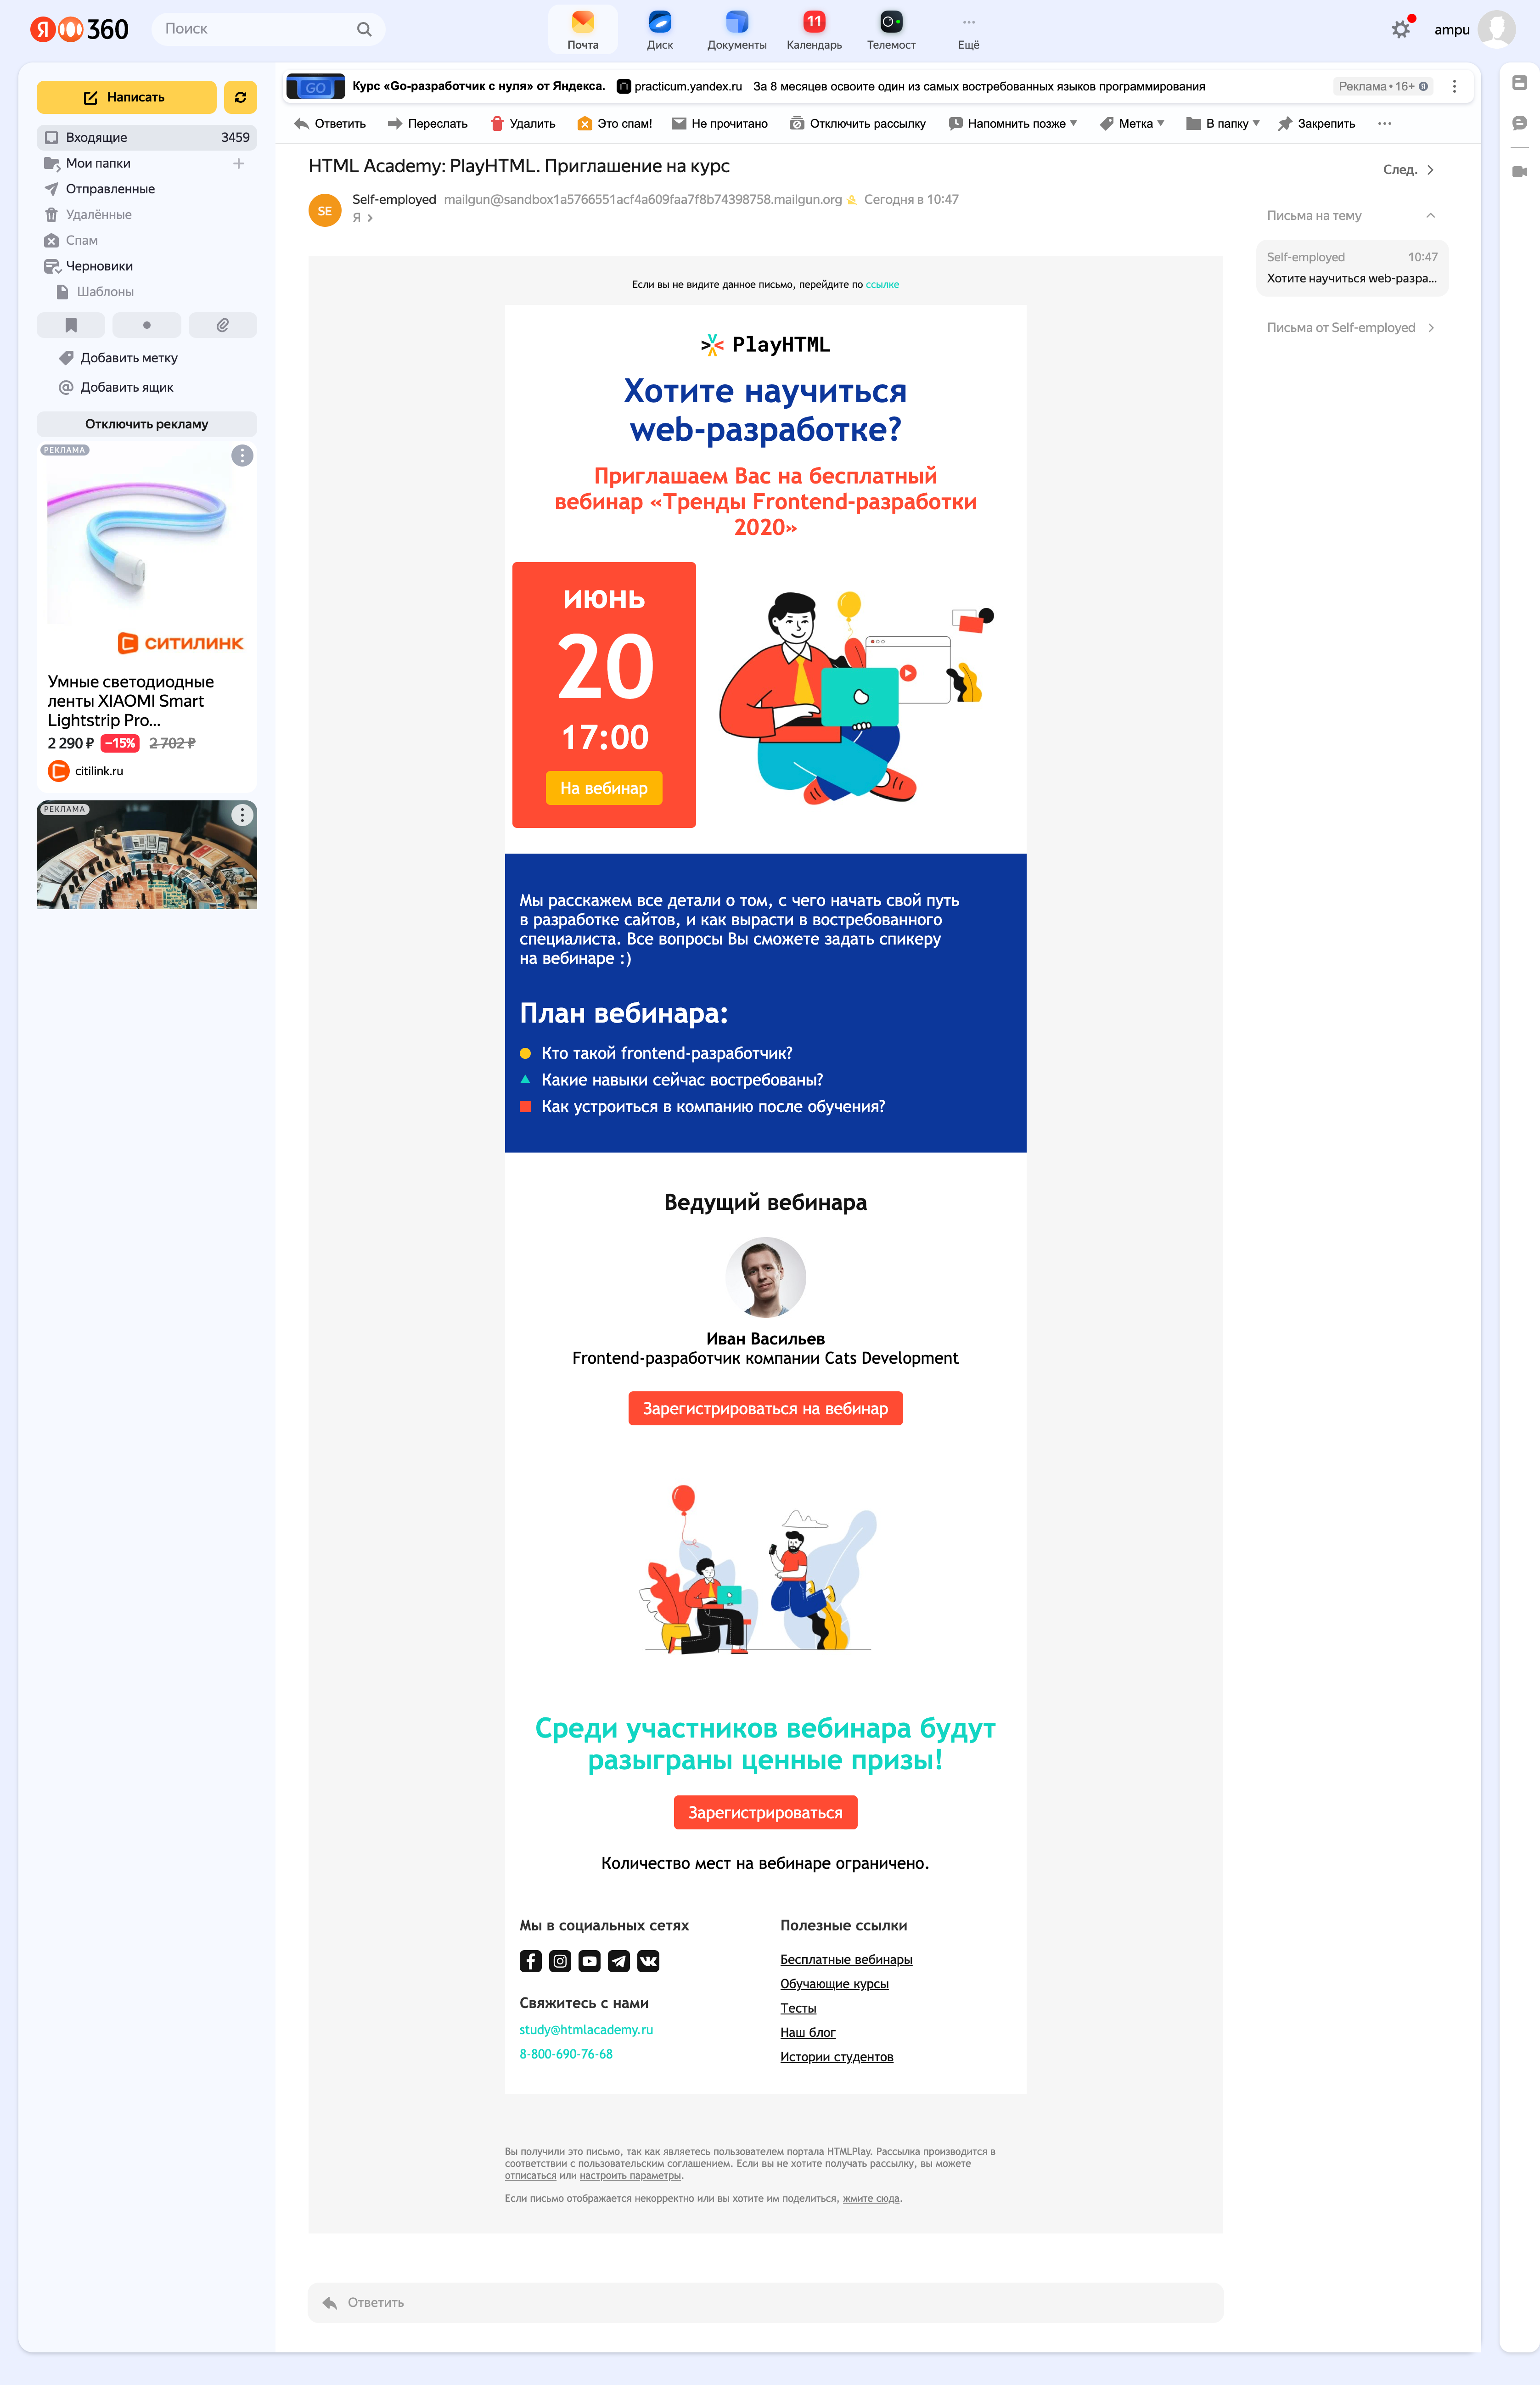 Я 360
Поиск
Почта
Диск
Документы
11
Календарь
Телемост
Ещё
ampu
Написать
Входящие 3459
Мои папки
Отправленные
Удалённые
Спам
Черновики
Шаблоны
Добавить метку
Добавить ящик
Отключить рекламу
РЕКЛАМА
СИТИЛИНК
Умные светодиодные
ленты XIAOMI Smart
Lightstrip Pro...
2 290 ₽ −15% 2 702 ₽
citilink.ru
РЕКЛАМА
GO Курс «Go-разработчик с нуля» от Яндекса. practicum.yandex.ru За 8 месяцев освоите один из самых востребованных языков программирования Реклама • 16+
Ответить Переслать Удалить Это спам! Не прочитано Отключить рассылку Напомнить позже Метка В папку Закрепить
HTML Academy: PlayHTML. Приглашение на курс
След.
SE
Self-employed mailgun@sandbox1a5766551acf4a609faa7f8b74398758.mailgun.org Сегодня в 10:47
Я
Письма на тему
Self-employed 10:47
Хотите научиться web-разра...
Письма от Self-employed
Если вы не видите данное письмо, перейдите по ссылке
PlayHTML
Хотите научиться
web-разработке?
Приглашаем Вас на бесплатный
вебинар «Тренды Frontend-разработки
2020»
июнь
20
17:00
На вебинар
Мы расскажем все детали о том, с чего начать свой путь
в разработке сайтов, и как вырасти в востребованного
специалиста. Все вопросы Вы сможете задать спикеру
на вебинаре :)
План вебинара:
Кто такой frontend-разработчик?
Какие навыки сейчас востребованы?
Как устроиться в компанию после обучения?
Ведущий вебинара
Иван Васильев
Frontend-разработчик компании Cats Development
Зарегистрироваться на вебинар
Среди участников вебинара будут
разыграны ценные призы!
Зарегистрироваться
Количество мест на вебинаре ограничено.
Мы в социальных сетях
Свяжитесь с нами
study@htmlacademy.ru
8-800-690-76-68
Полезные ссылки
Бесплатные вебинары
Обучающие курсы
Тесты
Наш блог
Истории студентов
Вы получили это письмо, так как являетесь пользователем портала HTMLPlay. Рассылка производится в
соответствии с пользовательским соглашением. Если вы не хотите получать рассылку, вы можете
отписаться или настроить параметры.
Если письмо отображается некорректно или вы хотите им поделиться, жмите сюда.
Ответить